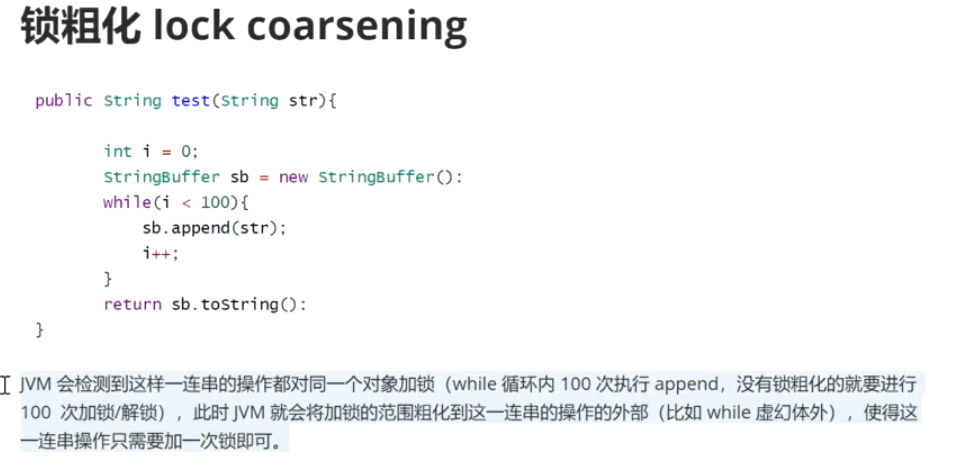 锁粗化 lock coarsening
public String test(String str){
int i = 0;
StringBuffer sb = new StringBuffer():
while(i < 100){
sb.append(str);
i++;
}
return sb.toString():
}
JVM 会检测到这样一连串的操作都对同一个对象加锁（while 循环内 100 次执行 append，没有锁粗化的就要进行
100 次加锁/解锁），此时 JVM 就会将加锁的范围粗化到这一连串的操作的外部（比如 while 虚幻体外），使得这
一连串操作只需要加一次锁即可。